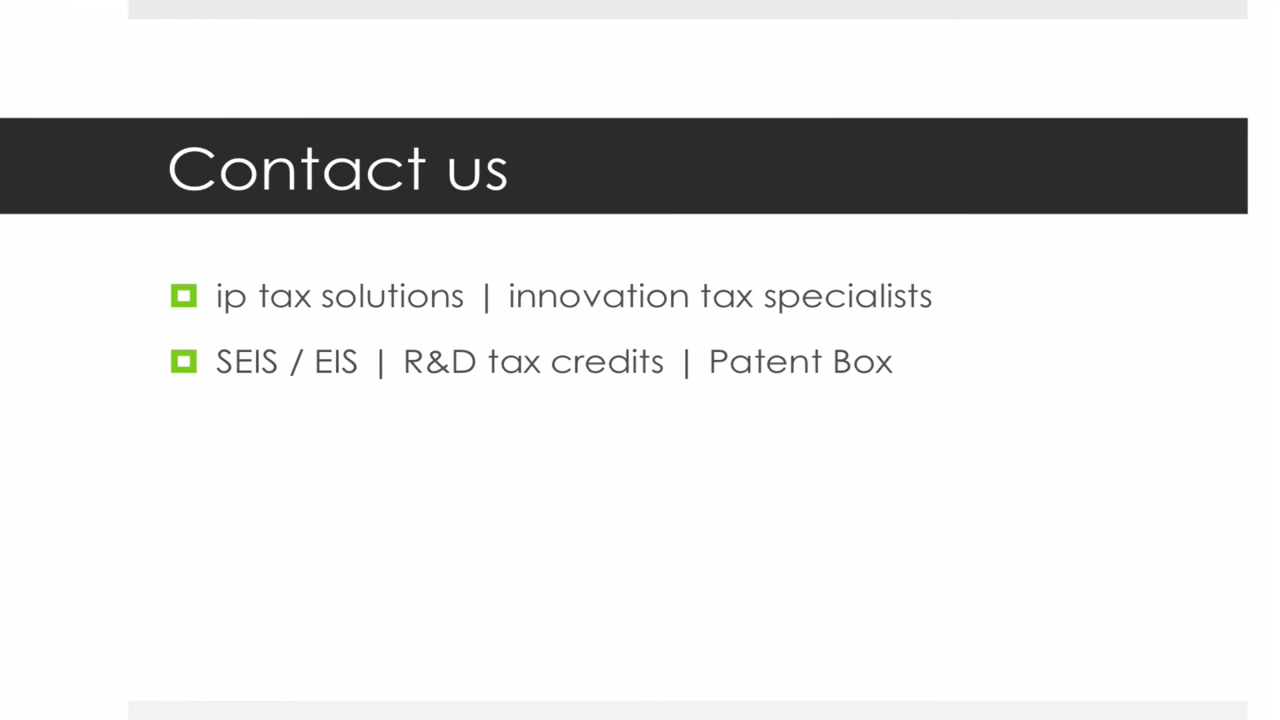 Contact us
ip tax solutions | innovation tax specialists
SEIS / EIS | R&D tax credits | Patent Box